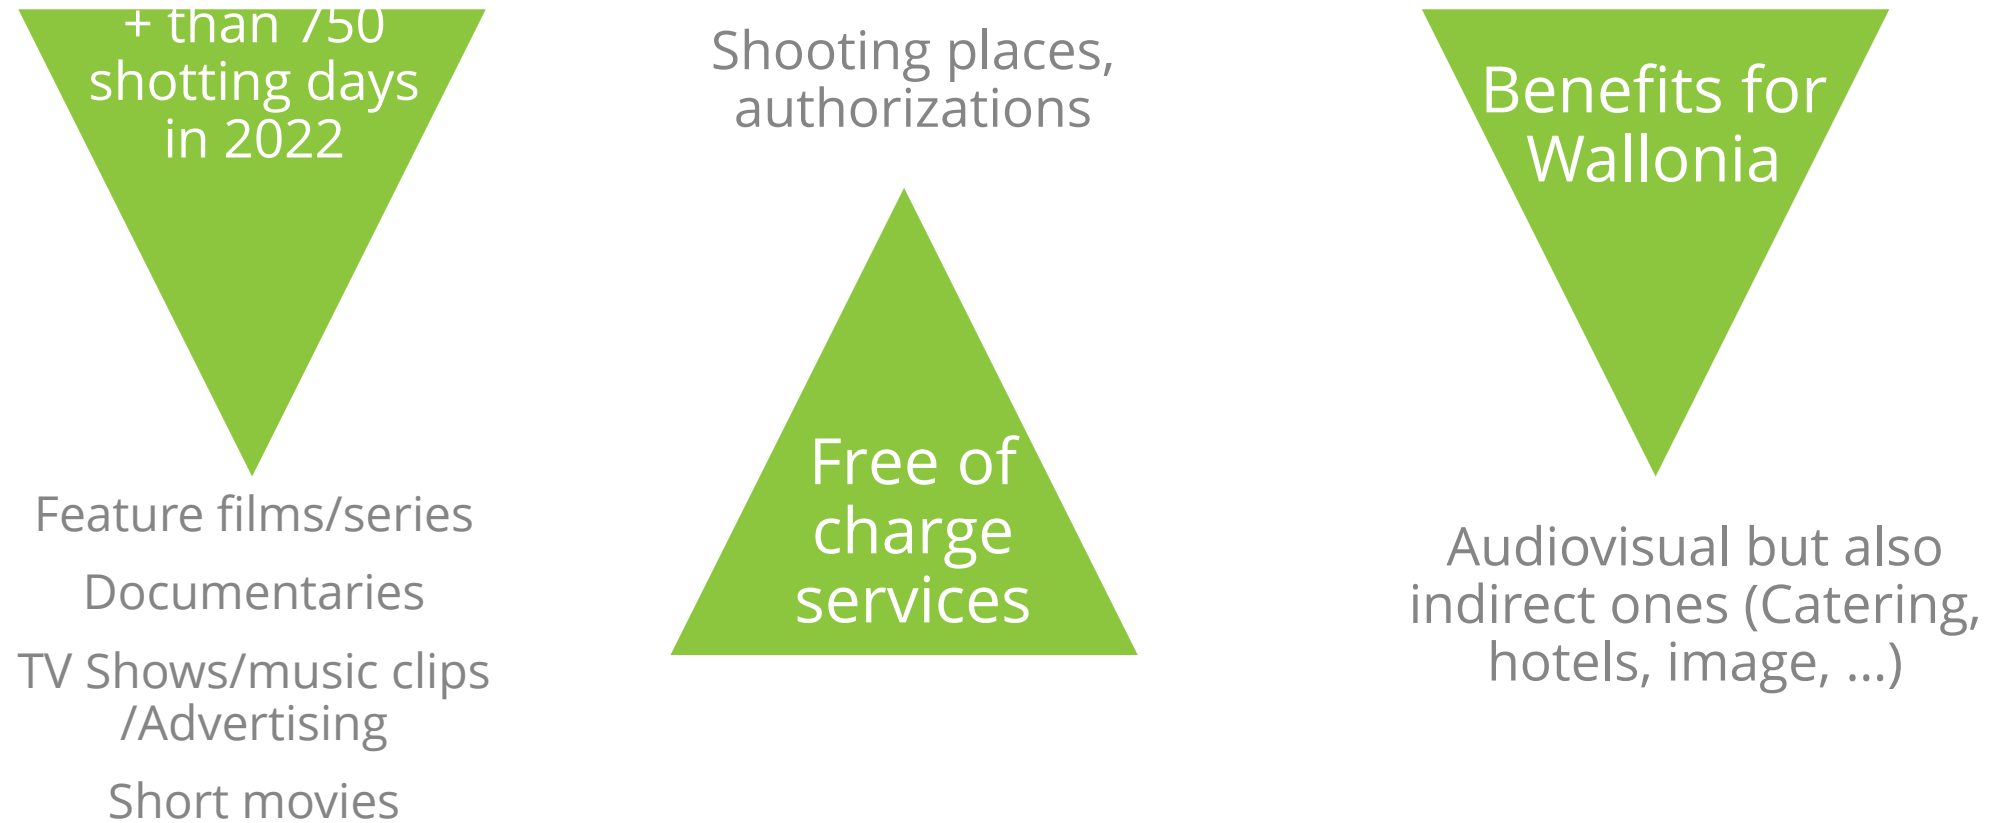 + than 750
shotting days
in 2022
Feature films/series
Documentaries
TV Shows/music clips
/Advertising
Short movies
Shooting places,
authorizations
Free of
charge
services
Benefits for
Wallonia
Audiovisual but also
indirect ones (Catering,
hotels, image, ...)